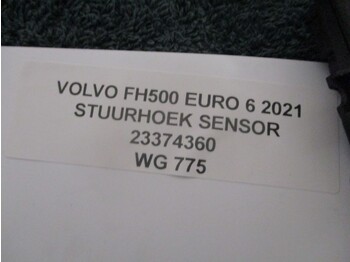 VOLVO FH500 EURO 6 2021
STUURHOEK SENSOR
23374360
WG 775